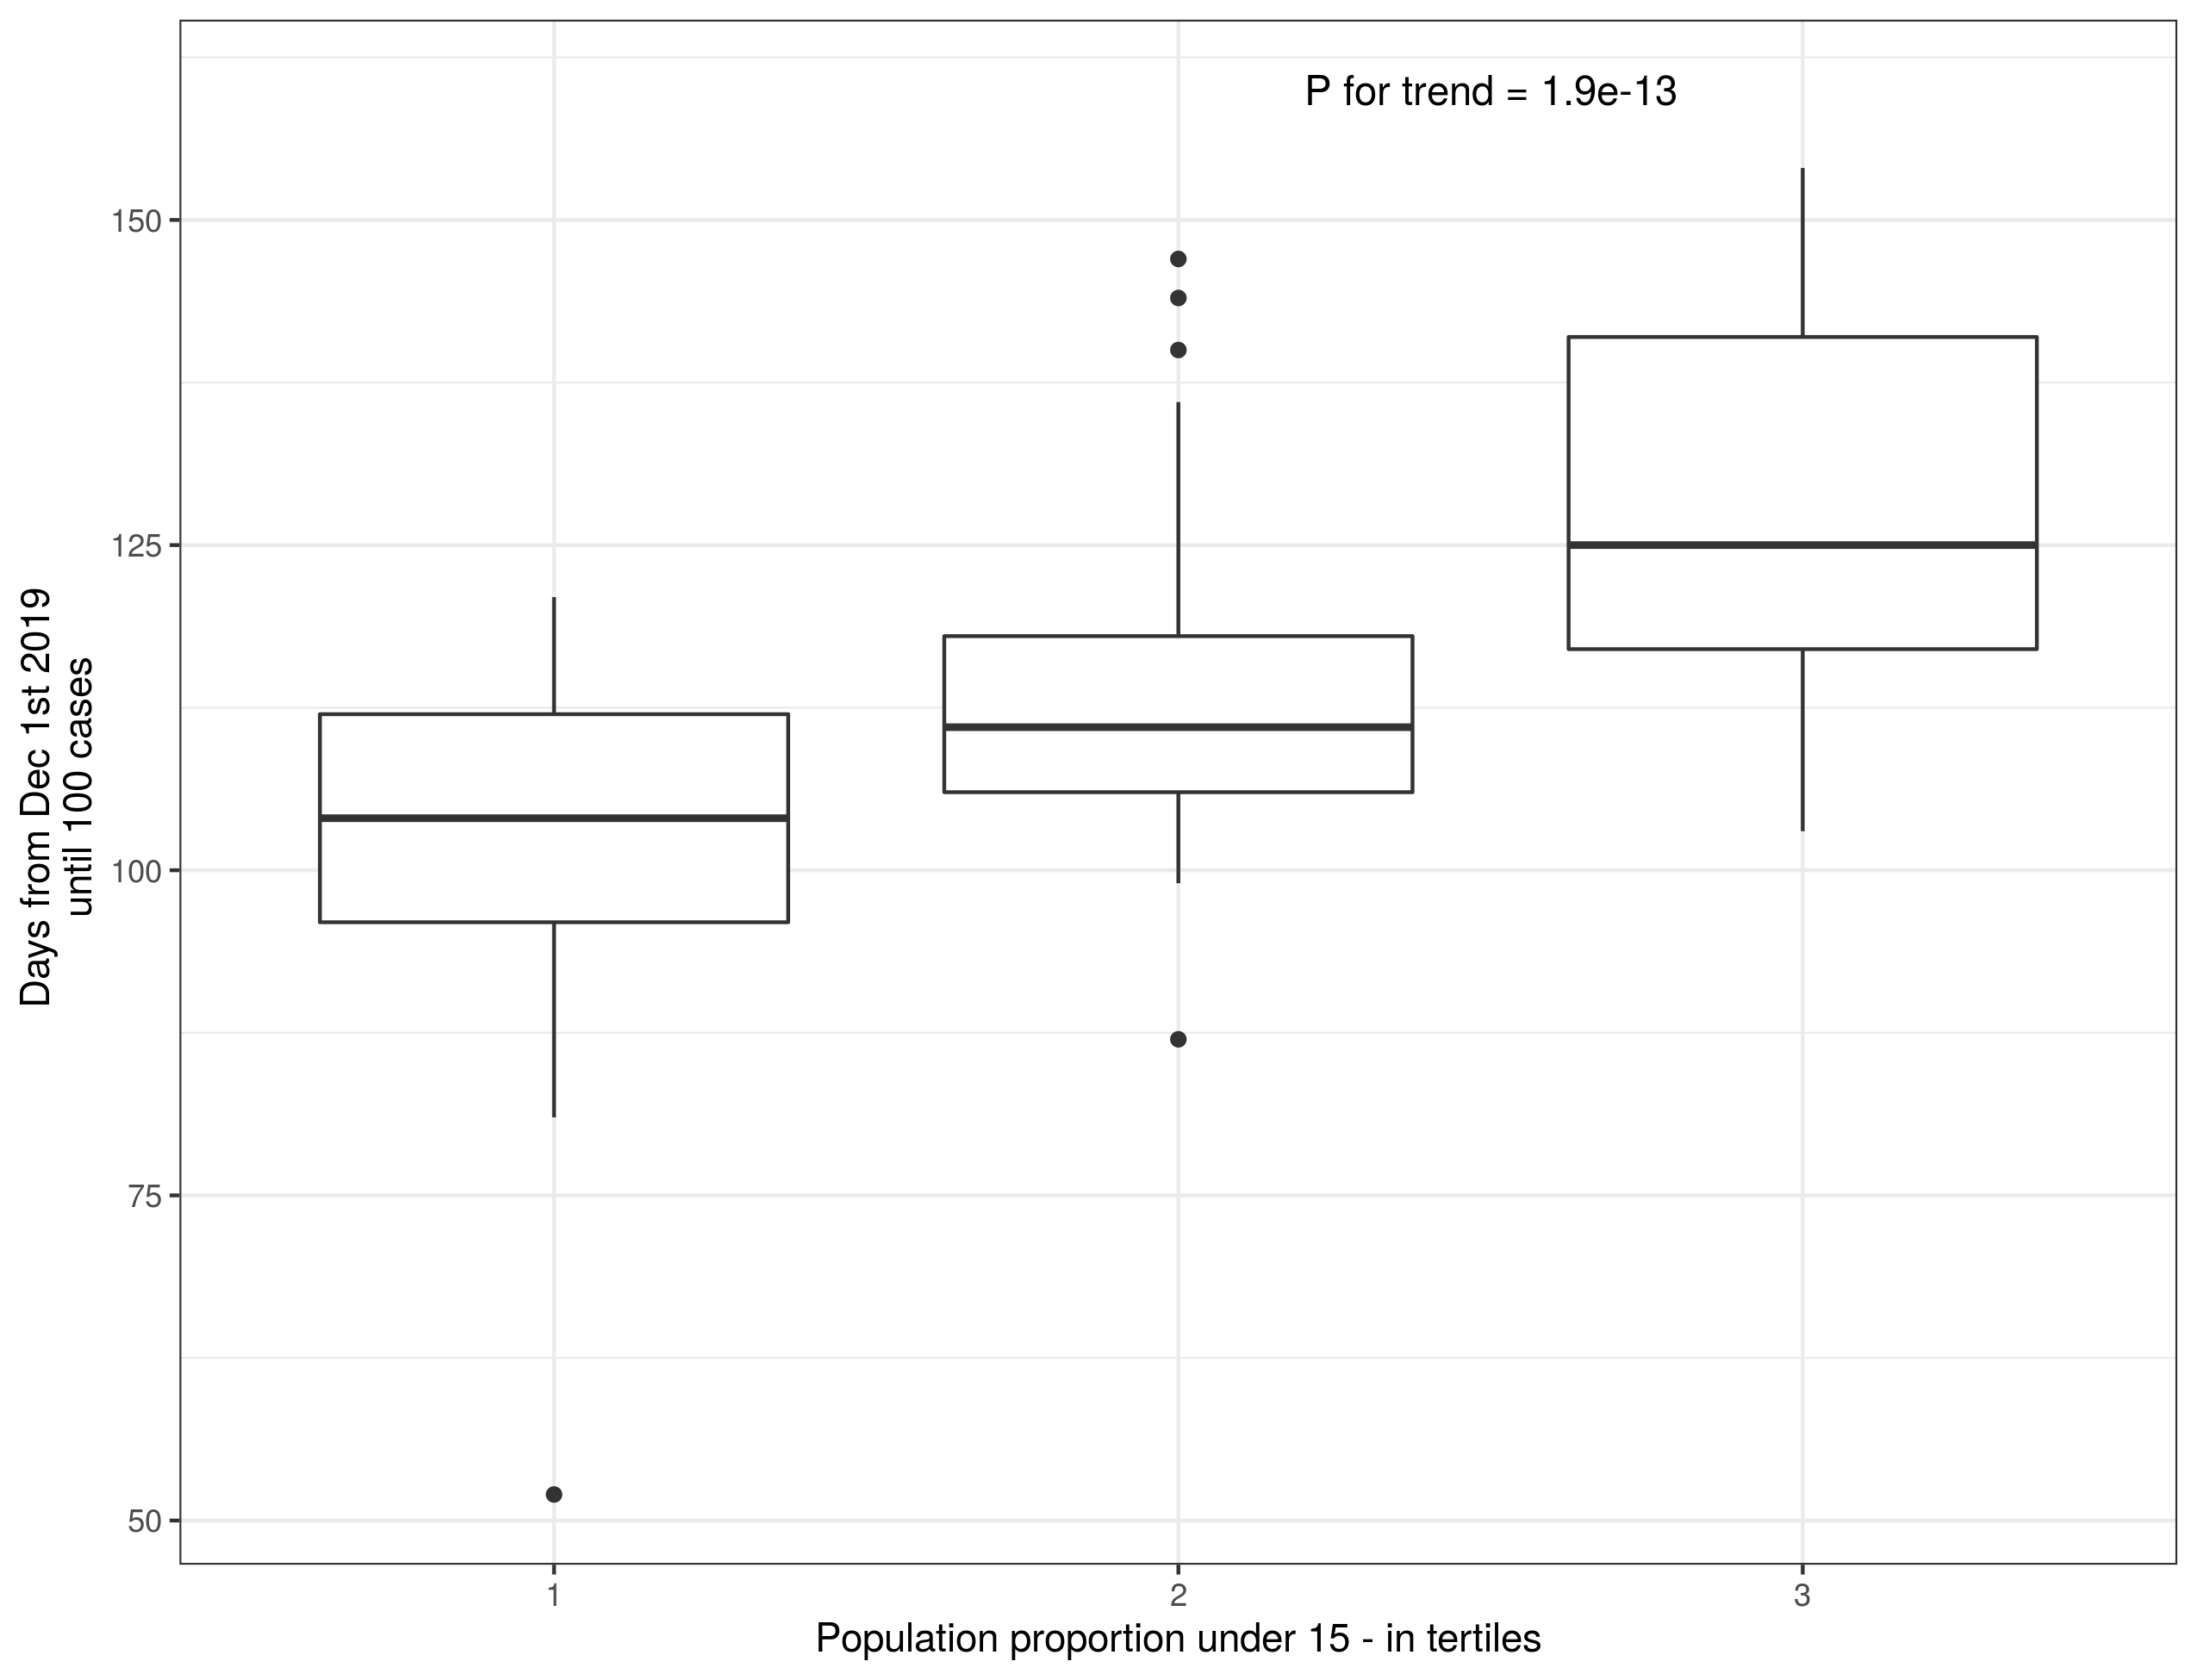 P for trend = 1.9e-13
150
125
100
75
50
Days from Dec 1st 2019
until 100 cases
1
2
3
Population proportion under 15 - in tertiles